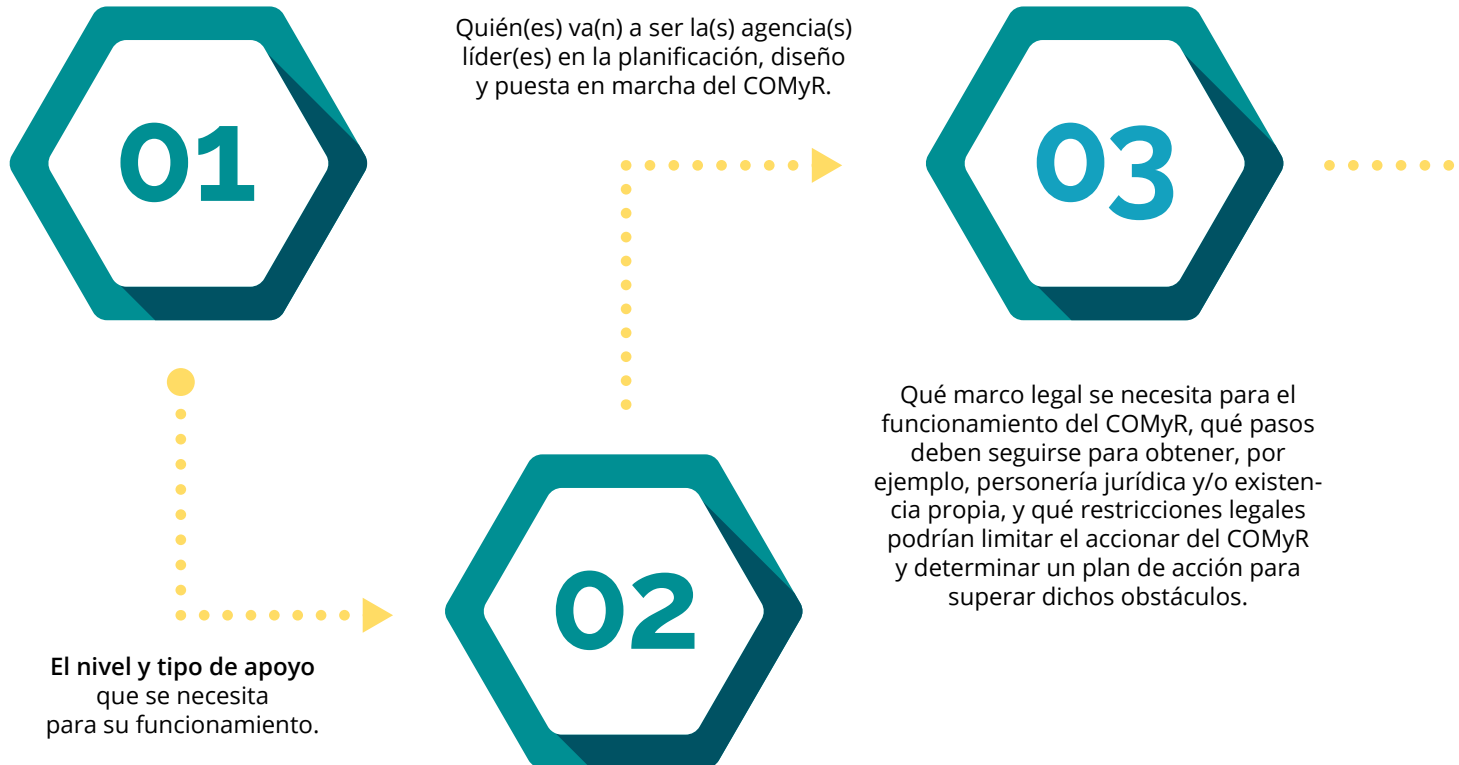 01
El nivel y tipo de apoyo
que se necesita
para su funcionamiento.
02
Quién(es) va(n) a ser la(s) agencia(s)
líder(es) en la planificación, diseño
y puesta en marcha del COMyR.
03
Qué marco legal se necesita para el
funcionamiento del COMyR, qué pasos
deben seguirse para obtener, por
ejemplo, personería jurídica y/o existen-
cia propia, y qué restricciones legales
podrían limitar el accionar del COMyR
y determinar un plan de acción para
superar dichos obstáculos.